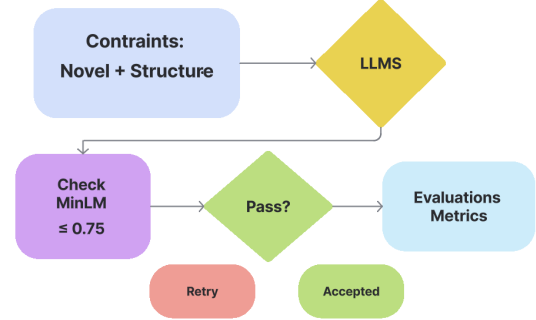 Contraints:
Novel + Structure
LLMS
Check
MinLM
≤ 0.75
Pass?
Evaluations
Metrics
Retry
Accepted